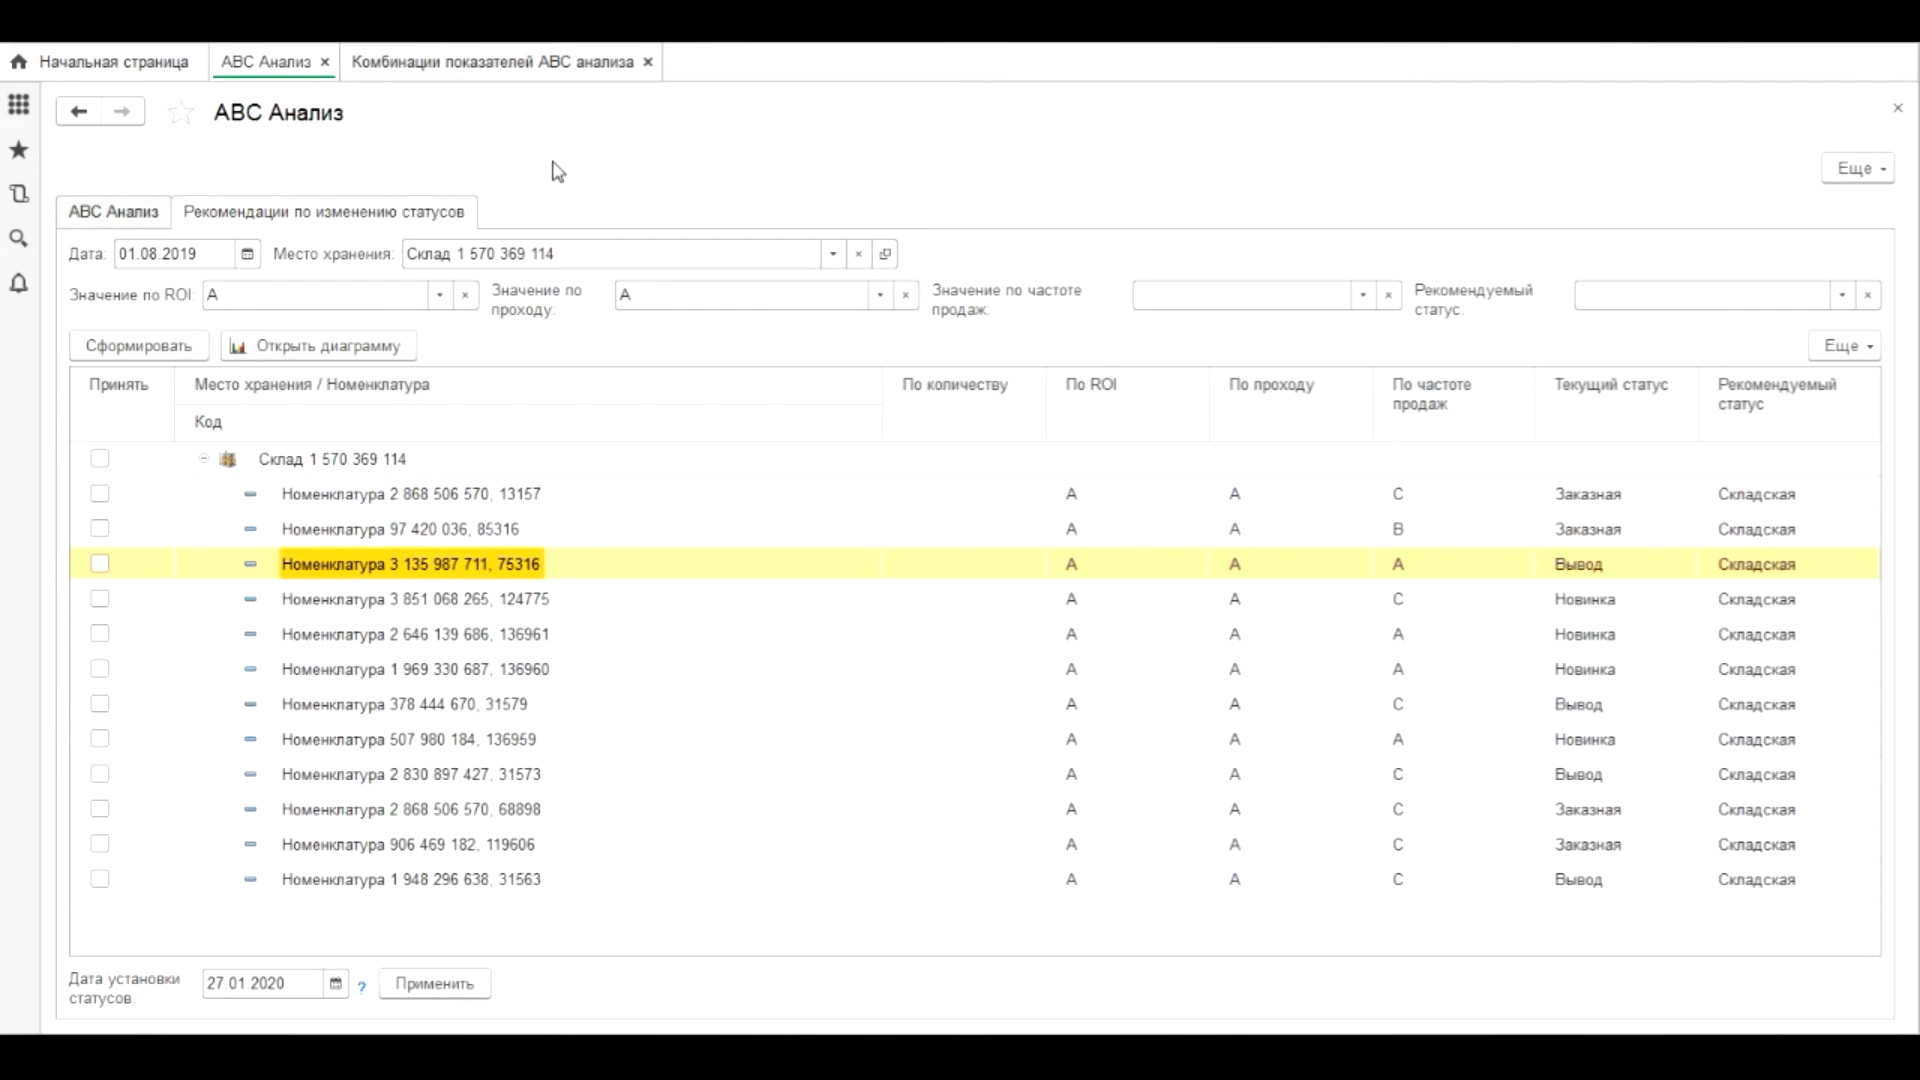 Начальная страница
ABC Анализ ×
Комбинации показателей ABC анализа ×
ABC Анализ
Еще
ABC Анализ
Рекомендации по изменению статусов
Дата: 01.08.2019
Место хранения: Склад 1 570 369 114
Значение по ROI: A
Значение по проходу: A
Значение по частоте продаж:
Рекомендуемый статус:
Сформировать
Открыть диаграмму
Еще
Принять
Место хранения / Номенклатура
По количеству
По ROI
По проходу
По частоте продаж
Текущий статус
Рекомендуемый статус
Код
Склад 1 570 369 114
Номенклатура 2 868 506 570, 13157 A A C Заказная Складская
Номенклатура 97 420 036, 85316 A A B Заказная Складская
Номенклатура 3 135 987 711, 75316 A A A Вывод Складская
Номенклатура 3 851 068 265, 124775 A A C Новинка Складская
Номенклатура 2 646 139 686, 136961 A A A Новинка Складская
Номенклатура 1 969 330 687, 136960 A A A Новинка Складская
Номенклатура 378 444 670, 31579 A A C Вывод Складская
Номенклатура 507 980 184, 136959 A A A Новинка Складская
Номенклатура 2 830 897 427, 31573 A A C Вывод Складская
Номенклатура 2 868 506 570, 68898 A A C Заказная Складская
Номенклатура 906 469 182, 119606 A A C Заказная Складская
Номенклатура 1 948 296 638, 31563 A A C Вывод Складская
Дата установки статусов: 27.01.2020 ? Применить